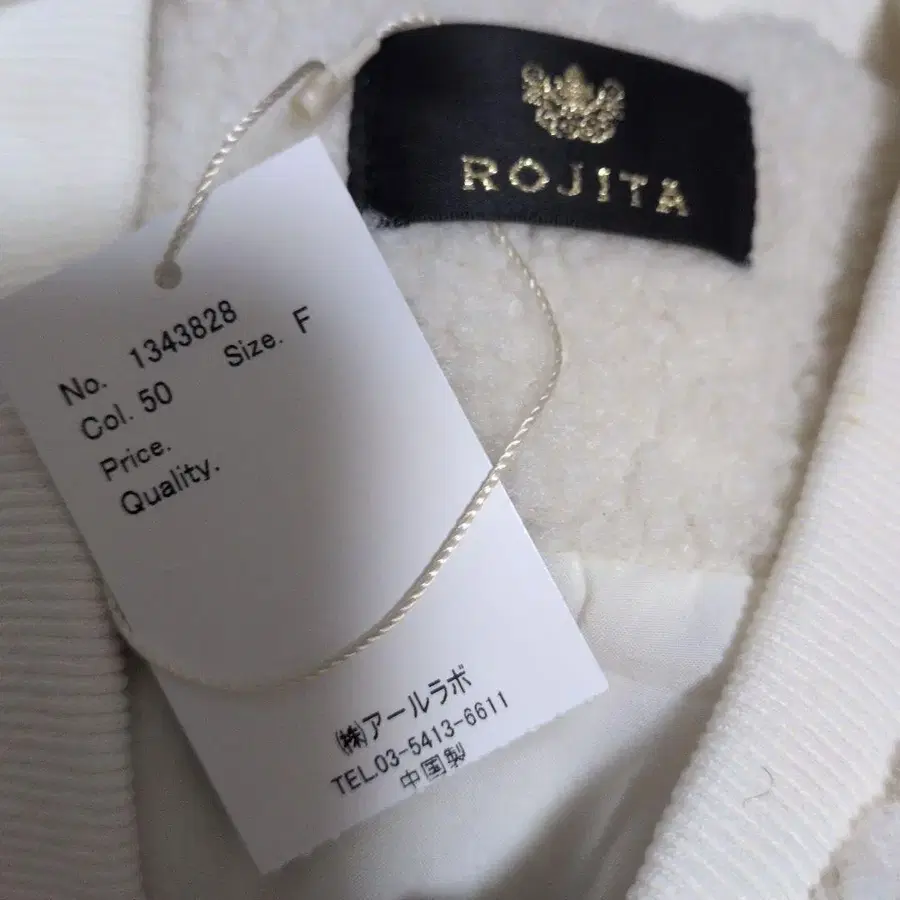 ROJITA
No. 1343828
Col. 50 Size. F
Price.
Quality.
㈱アールラボ
TEL.03-5413-6611
中国製